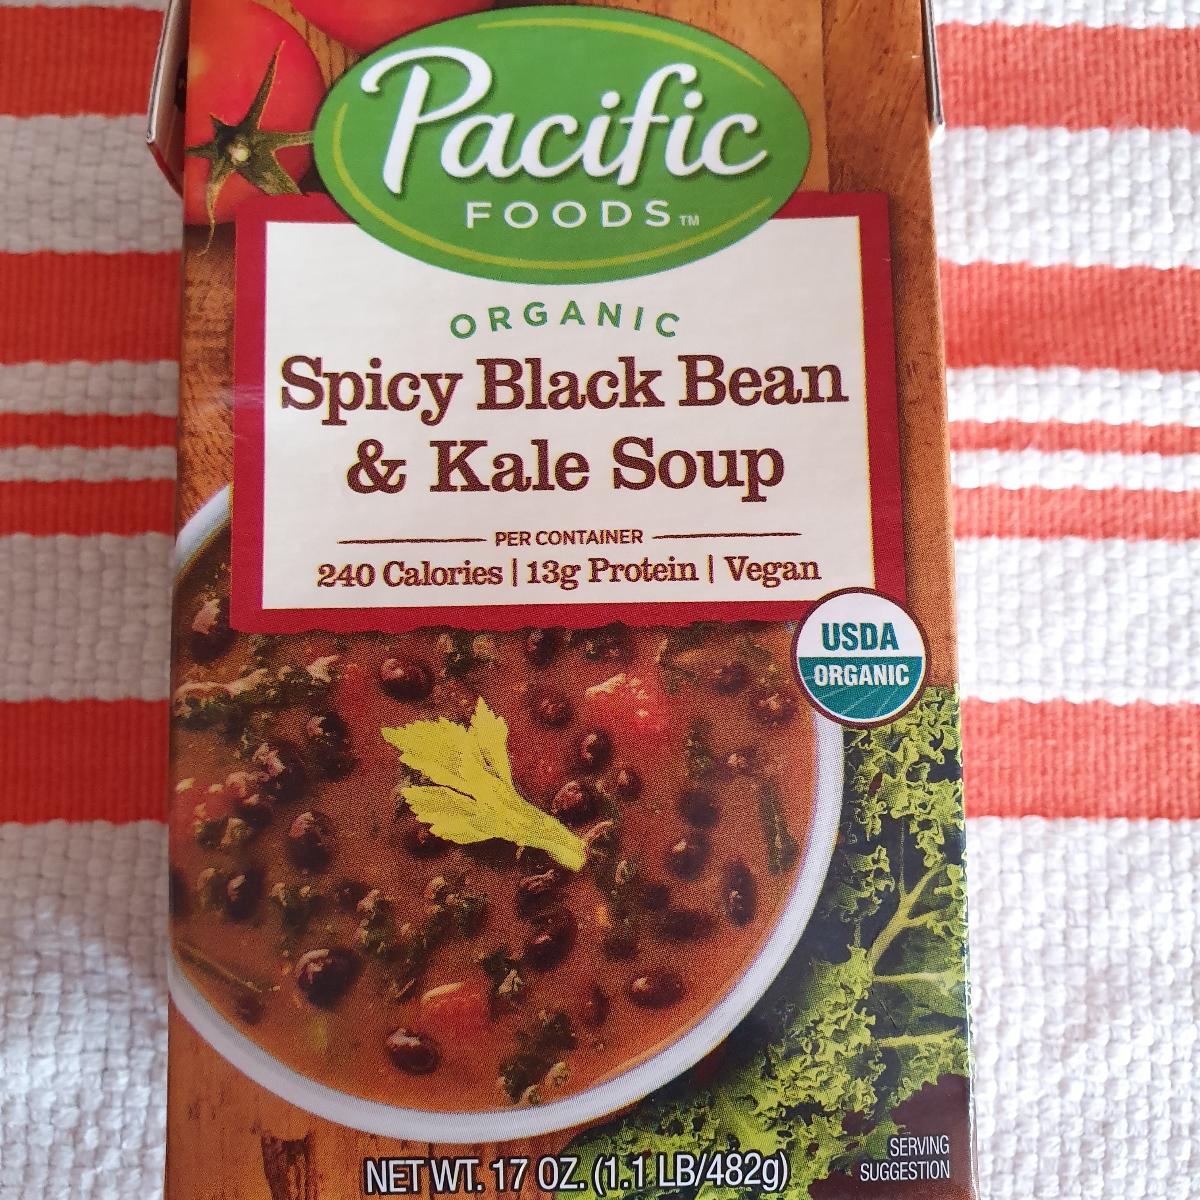 Pacific
FOODS™
ORGANIC
Spicy Black Bean
& Kale Soup
PER CONTAINER
240 Calories | 13g Protein | Vegan
USDA
ORGANIC
NET WT. 17 OZ. (1.1 LB/482g)
SERVING
SUGGESTION